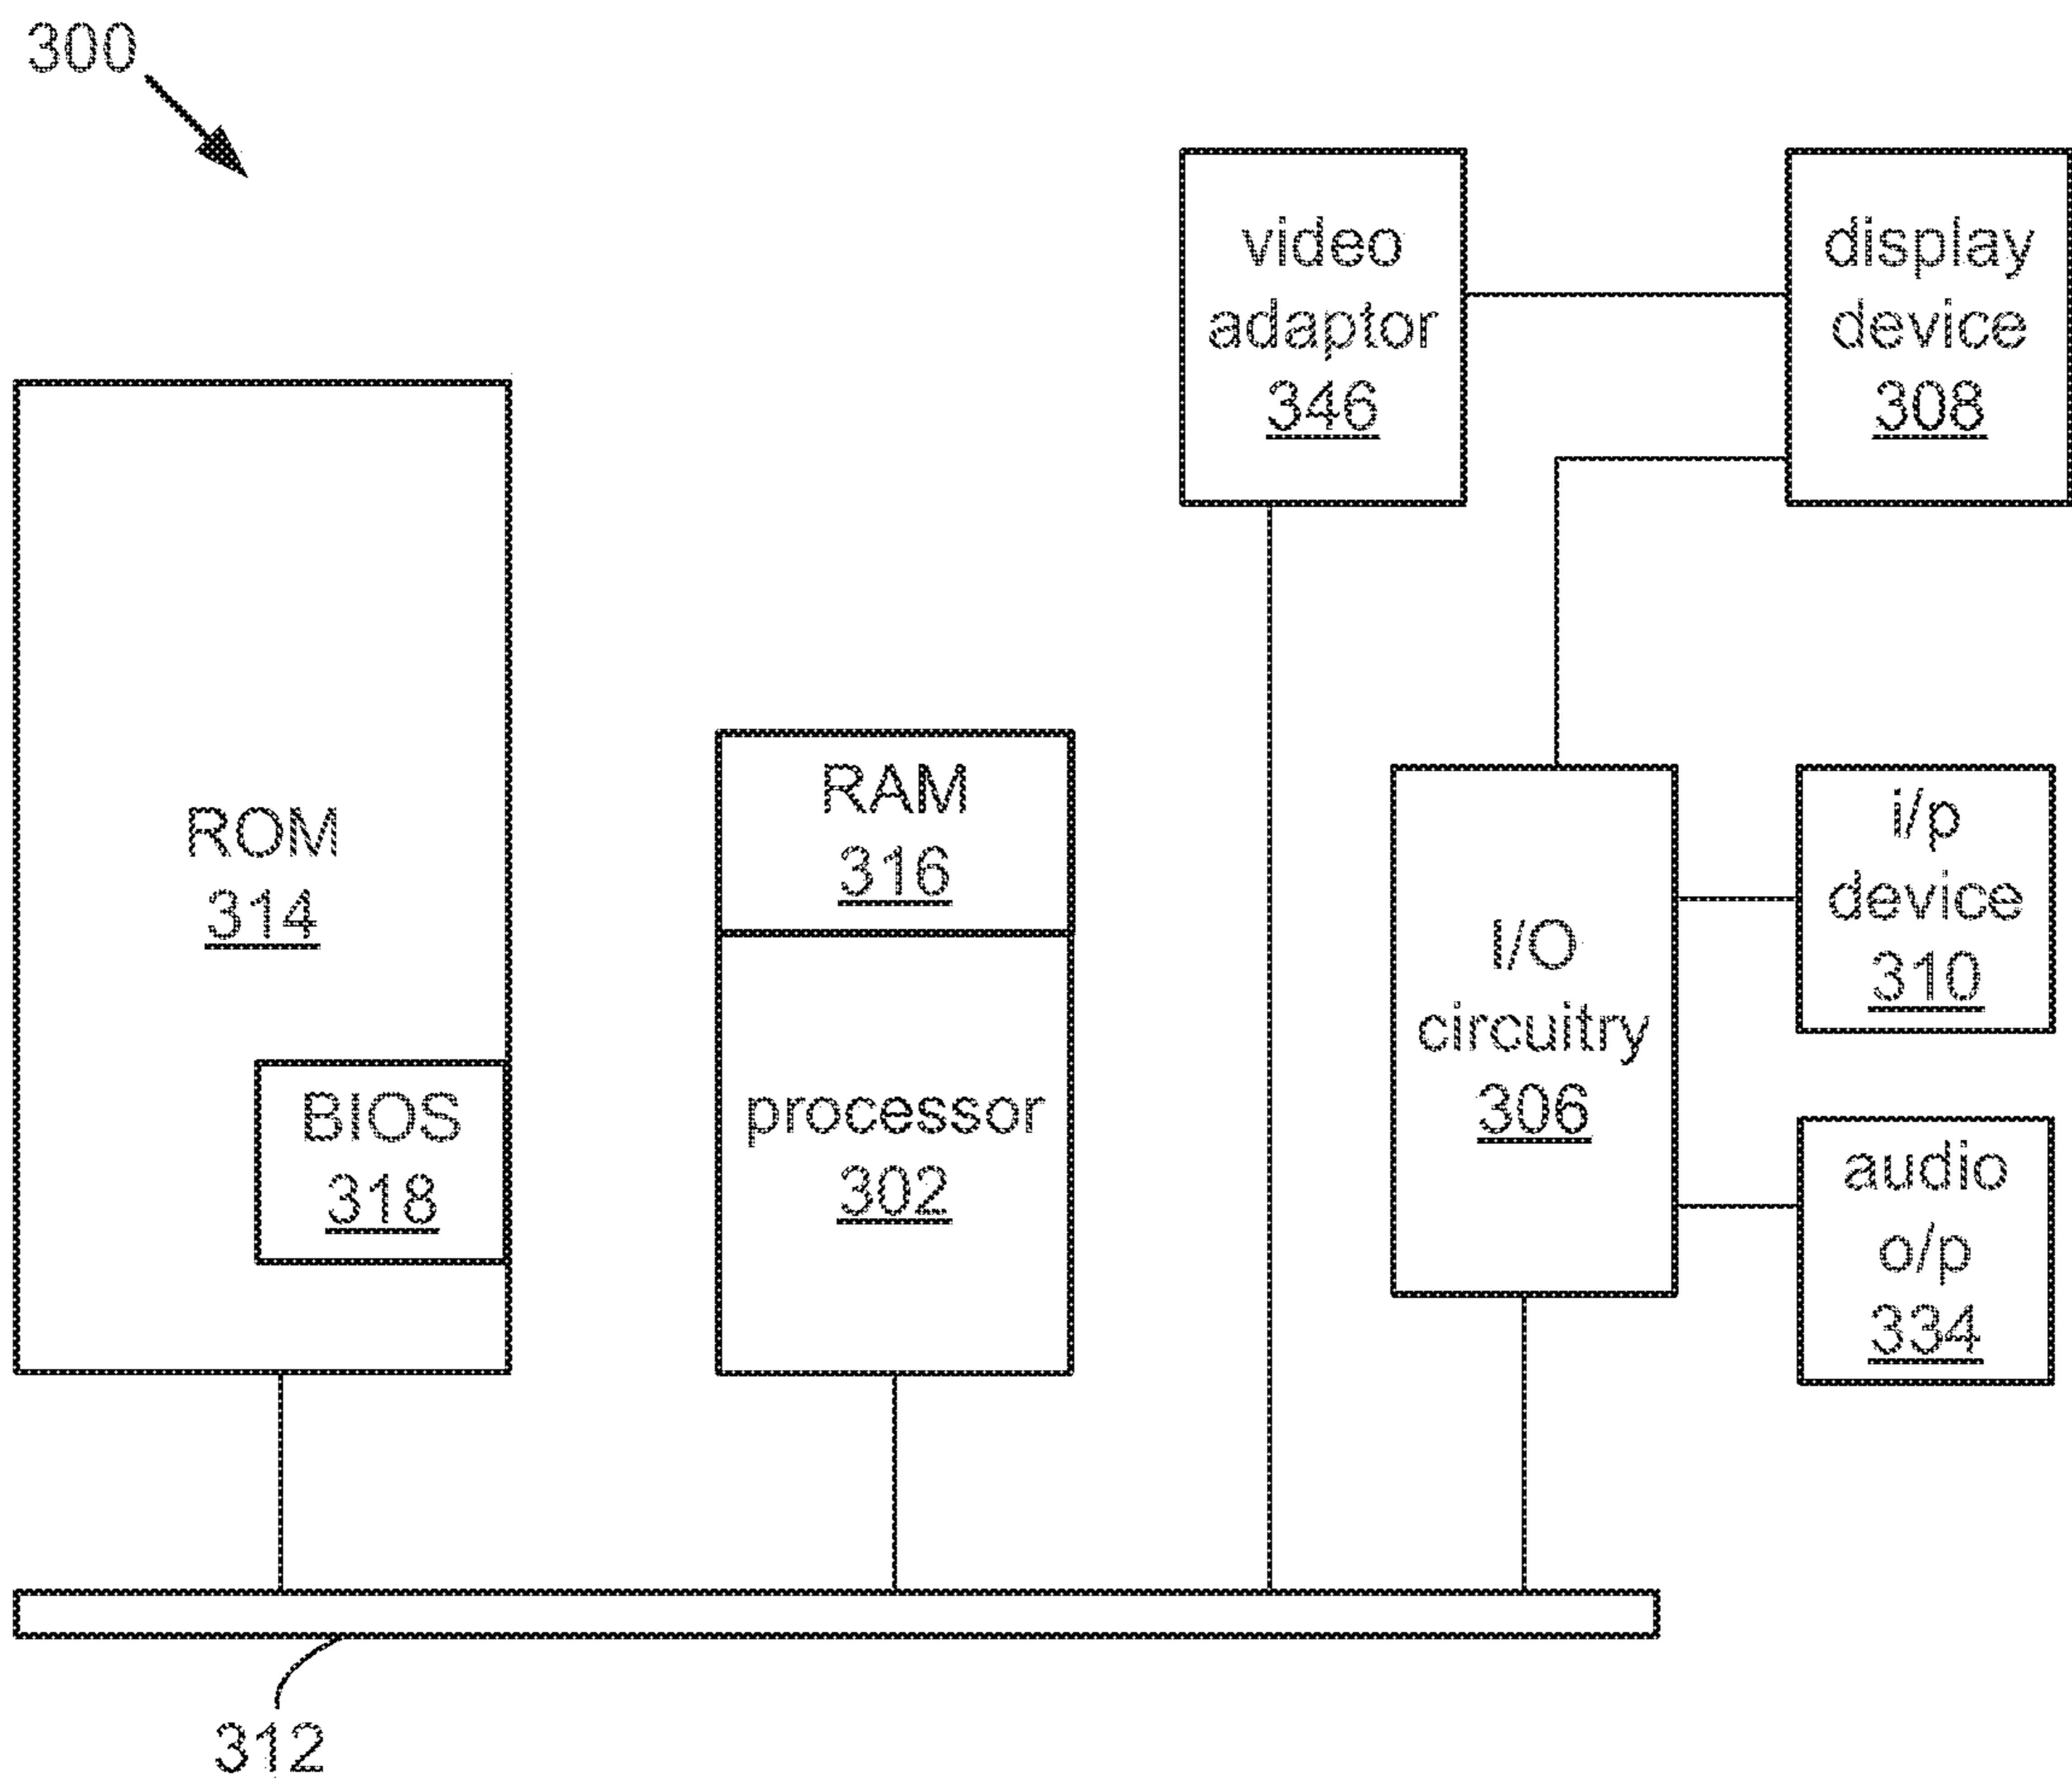 300
video
adaptor
346
display
device
308
ROM
314
BIOS
318
RAM
316
processor
302
I/O
circuitry
306
i/p
device
310
audio
o/p
334
312